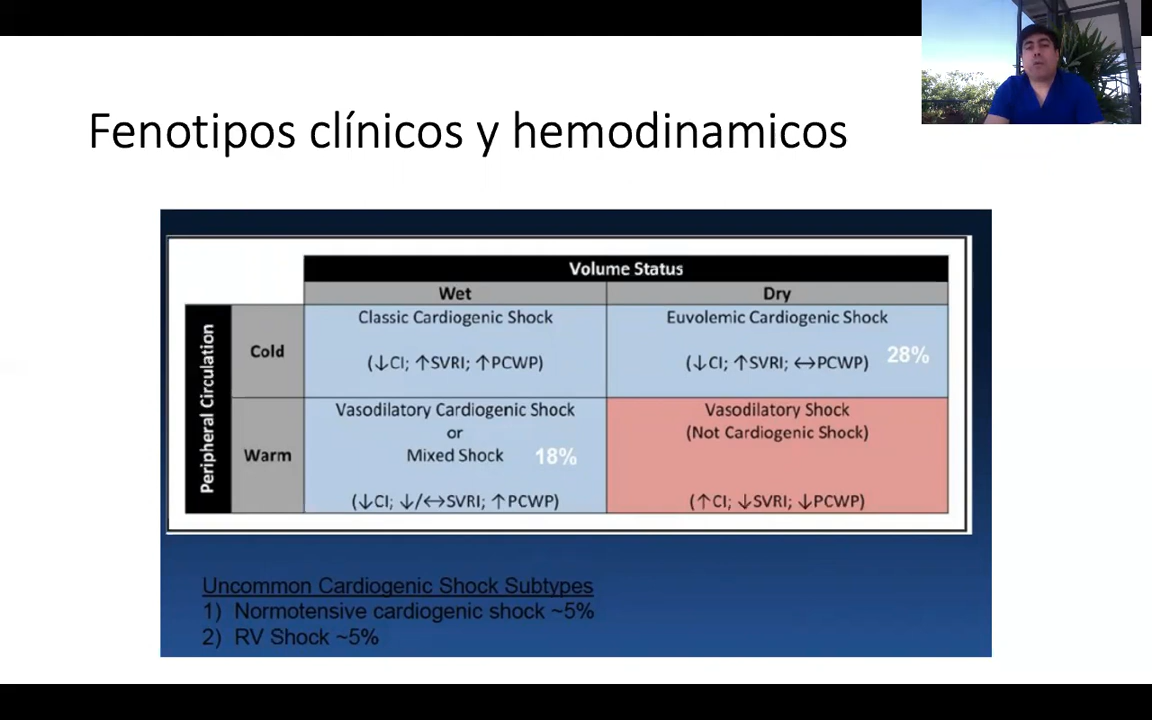 Fenotipos clínicos y hemodinamicos
Volume Status
Wet
Dry
Peripheral Circulation
Cold
Classic Cardiogenic Shock
(↓CI; ↑SVRI; ↑PCWP)
Euvolemic Cardiogenic Shock
(↓CI; ↑SVRI; ↔PCWP)
28%
Warm
Vasodilatory Cardiogenic Shock
or
Mixed Shock
18%
(↓CI; ↓/↔SVRI; ↑PCWP)
Vasodilatory Shock
(Not Cardiogenic Shock)
(↑CI; ↓SVRI; ↓PCWP)
Uncommon Cardiogenic Shock Subtypes
1) Normotensive cardiogenic shock ~5%
2) RV Shock ~5%